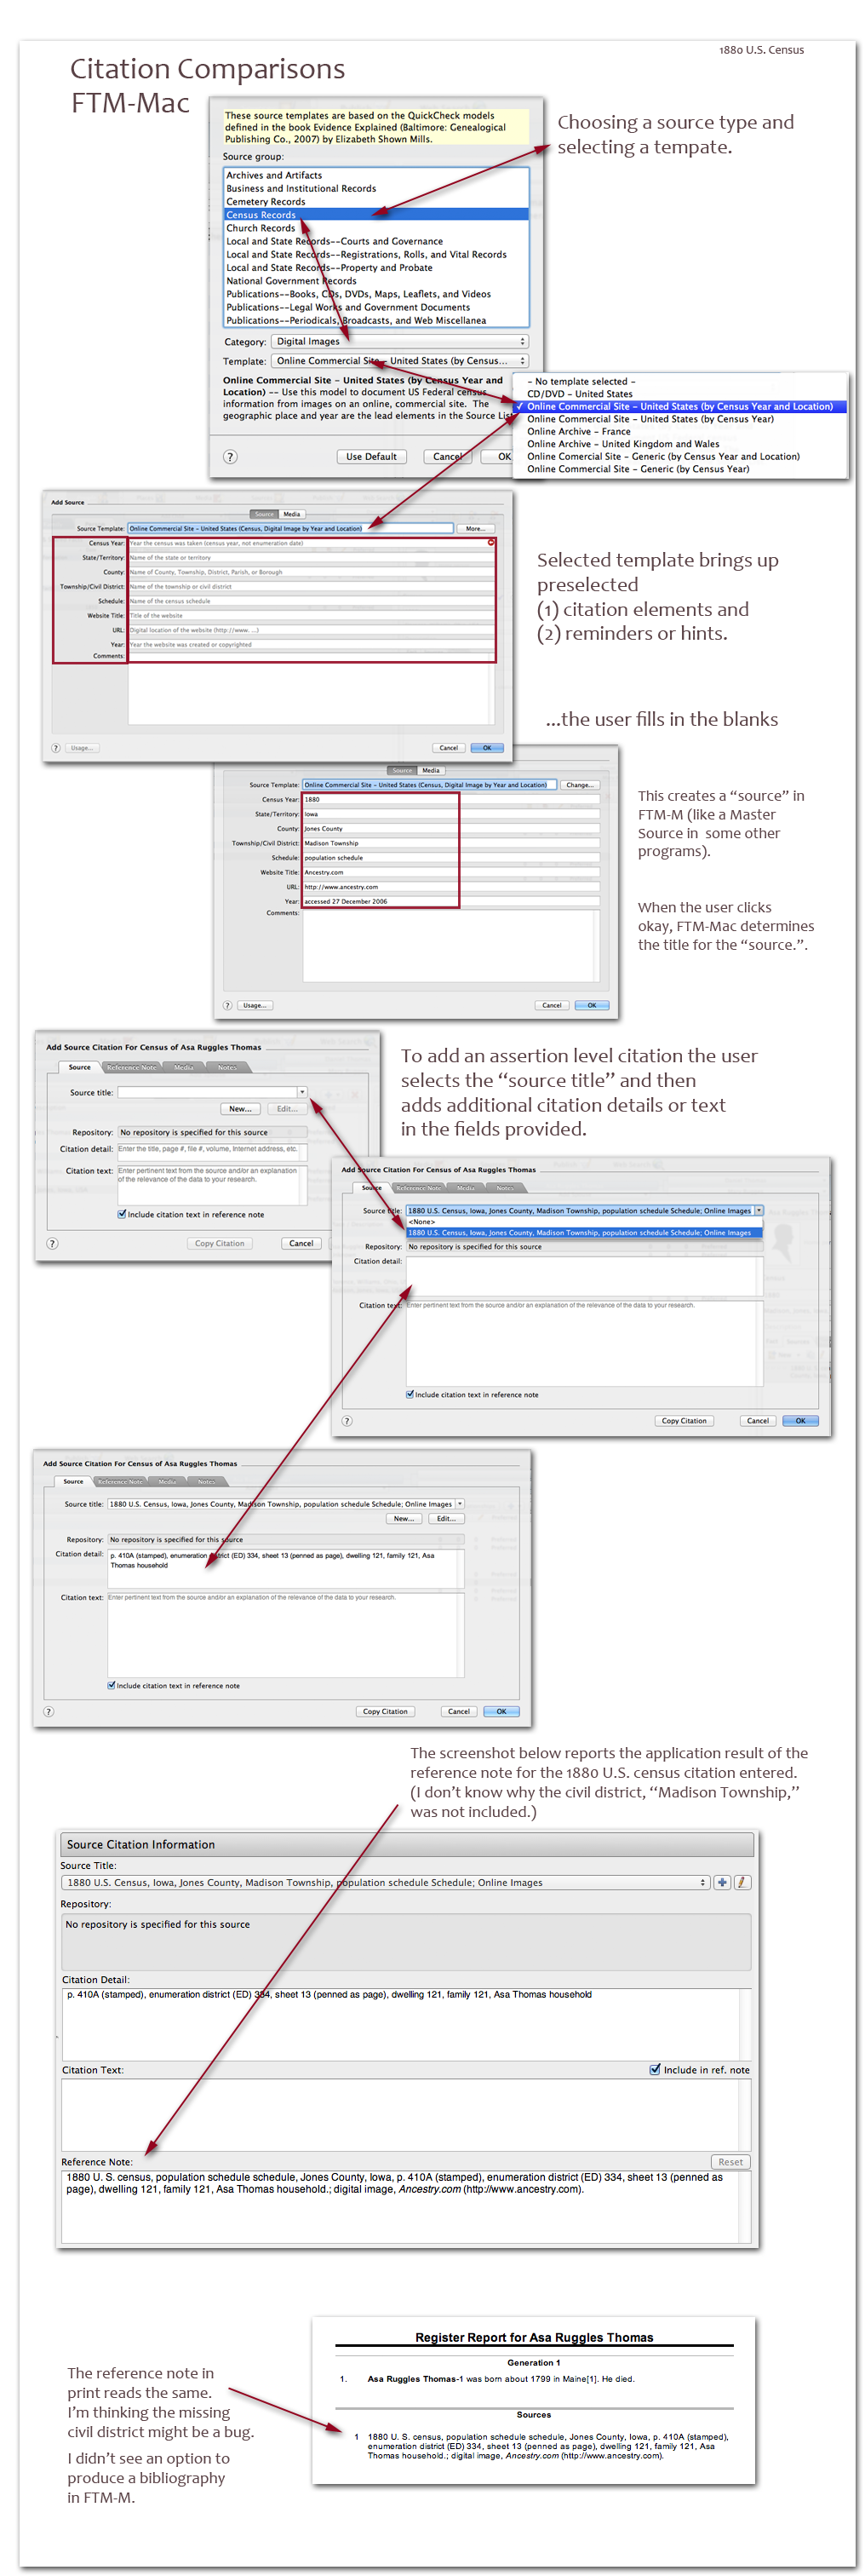 1880 U.S. Census
Citation Comparisons
FTM-Mac
These source templates are based on the QuickCheck models
defined in the book Evidence Explained (Baltimore: Genealogical
Publishing Co., 2007) by Elizabeth Shown Mills.
Source group:
Archives and Artifacts
Business and Institutional Records
Cemetery Records
Census Records
Church Records
Local and State Records--Courts and Governance
Local and State Records--Registrations, Rolls, and Vital Records
Local and State Records--Property and Probate
National Government Records
Publications--Books, CDs, DVDs, Maps, Leaflets, and Videos
Publications--Legal Works and Government Documents
Publications--Periodicals, Broadcasts, and Web Miscellanea
Category: Digital Images
Template: Online Commercial Site - United States (by Census...
Online Commercial Site - United States (by Census Year and
Location) -- Use this model to document US Federal census
information from images on an online, commercial site. The
geographic place and year are the lead elements in the Source List
? Use Default Cancel OK
Choosing a source type and
selecting a tempate.
- No template selected -
CD/DVD - United States
✓ Online Commercial Site - United States (by Census Year and Location)
Online Commercial Site - United States (by Census Year)
Online Archive - France
Online Archive - United Kingdom and Wales
Online Comercial Site - Generic (by Census Year and Location)
Online Commercial Site - Generic (by Census Year)
Add Source
Source Media
Source Template: Online Commercial Site - United States (Census, Digital Image by Year and Location) More...
Census Year: Year the census was taken (census year, not enumeration date)
State/Territory: Name of the state or territory
County: Name of County, Township, District, Parish, or Borough
Township/Civil District: Name of the township or civil district
Schedule: Name of the census schedule
Website Title: Title of the website
URL: Digital location of the website (http://www. ...)
Year: Year the website was created or copyrighted
Comments:
? Usage... Cancel OK
Selected template brings up
preselected
(1) citation elements and
(2) reminders or hints.
...the user fills in the blanks
Source Media
Source Template: Online Commercial Site - United States (Census, Digital Image by Year and Location) Change...
Census Year: 1880
State/Territory: Iowa
County: Jones County
Township/Civil District: Madison Township
Schedule: population schedule
Website Title: Ancestry.com
URL: http://www.ancestry.com
Year: accessed 27 December 2006
Comments:
? Usage... Cancel OK
This creates a “source” in
FTM-M (like a Master
Source in some other
programs).
When the user clicks
okay, FTM-Mac determines
the title for the “source.”.
Add Source Citation For Census of Asa Ruggles Thomas
Source Reference Note Media Notes
Source title:
New... Edit...
Repository: No repository is specified for this source
Citation detail: Enter the title, page #, file #, volume, Internet address, etc.
Citation text: Enter pertinent text from the source and/or an explanation
of the relevance of the data to your research.
Include citation text in reference note
? Copy Citation Cancel
To add an assertion level citation the user
selects the “source title” and then
adds additional citation details or text
in the fields provided.
Add Source Citation For Census of Asa Ruggles Thomas
Source Reference Note Media Notes
Source title: 1880 U.S. Census, Iowa, Jones County, Madison Township, population schedule Schedule; Online Images
<None>
1880 U.S. Census, Iowa, Jones County, Madison Township, population schedule Schedule; Online Images
Repository: No repository is specified for this source
Citation detail:
Citation text: Enter pertinent text from the source and/or an explanation of the relevance of the data to your research.
Include citation text in reference note
? Copy Citation Cancel OK
Add Source Citation For Census of Asa Ruggles Thomas
Source Reference Note Media Notes
Source title: 1880 U.S. Census, Iowa, Jones County, Madison Township, population schedule Schedule; Online Images
New... Edit...
Repository: No repository is specified for this source
Citation detail: p. 410A (stamped), enumeration district (ED) 334, sheet 13 (penned as page), dwelling 121, family 121, Asa
Thomas household
Citation text: Enter pertinent text from the source and/or an explanation of the relevance of the data to your research.
Include citation text in reference note
? Copy Citation Cancel OK
The screenshot below reports the application result of the
reference note for the 1880 U.S. census citation entered.
(I don’t know why the civil district, “Madison Township,”
was not included.)
Source Citation Information
Source Title:
1880 U.S. Census, Iowa, Jones County, Madison Township, population schedule Schedule; Online Images
Repository:
No repository is specified for this source
Citation Detail:
p. 410A (stamped), enumeration district (ED) 334, sheet 13 (penned as page), dwelling 121, family 121, Asa Thomas household
Citation Text: Include in ref. note
Reference Note: Reset
1880 U. S. census, population schedule schedule, Jones County, Iowa, p. 410A (stamped), enumeration district (ED) 334, sheet 13 (penned as
page), dwelling 121, family 121, Asa Thomas household.; digital image, Ancestry.com (http://www.ancestry.com).
The reference note in
print reads the same.
I’m thinking the missing
civil district might be a bug.
I didn’t see an option to
produce a bibliography
in FTM-M.
Register Report for Asa Ruggles Thomas
Generation 1
1. Asa Ruggles Thomas-1 was born about 1799 in Maine[1]. He died.
Sources
1 1880 U. S. census, population schedule schedule, Jones County, Iowa, p. 410A (stamped),
enumeration district (ED) 334, sheet 13 (penned as page), dwelling 121, family 121, Asa
Thomas household.; digital image, Ancestry.com (http://www.ancestry.com).